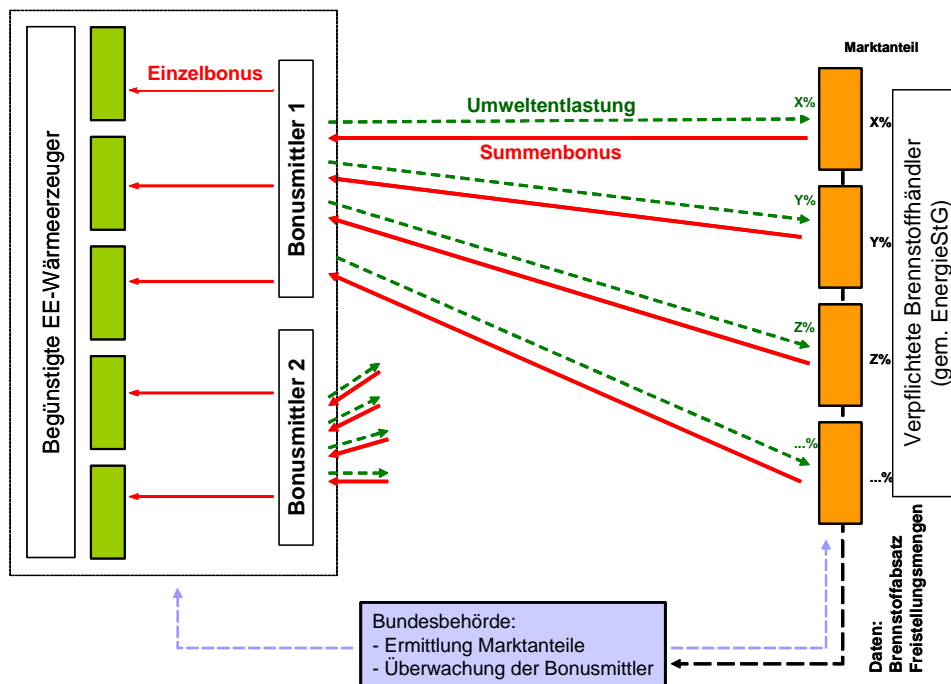 Begünstigte EE-Wärmeerzeuger
Einzelbonus
Bonusmittler 1
Bonusmittler 2
Umweltentlastung
Summenbonus
Marktanteil
X%
X%
Y%
Y%
Z%
Z%
...%
...%
Verpflichtete Brennstoffhändler
(gem. EnergieStG)
Bundesbehörde:
- Ermittlung Marktanteile
- Überwachung der Bonusmittler
Daten:
Brennstoffabsatz
Freistellungsmengen